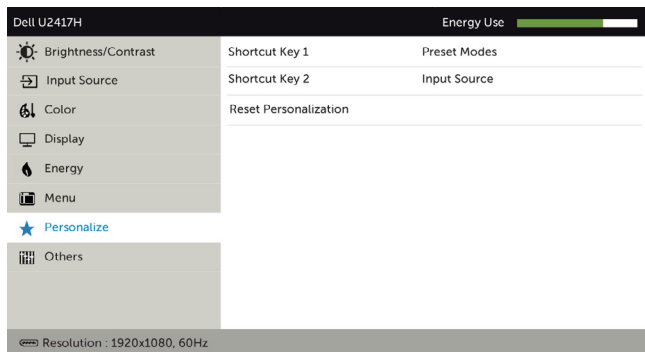 Dell U2417H Energy Use
Brightness/Contrast Shortcut Key 1 Preset Modes
Input Source Shortcut Key 2 Input Source
Color Reset Personalization
Display
Energy
Menu
Personalize
Others
Resolution : 1920x1080, 60Hz